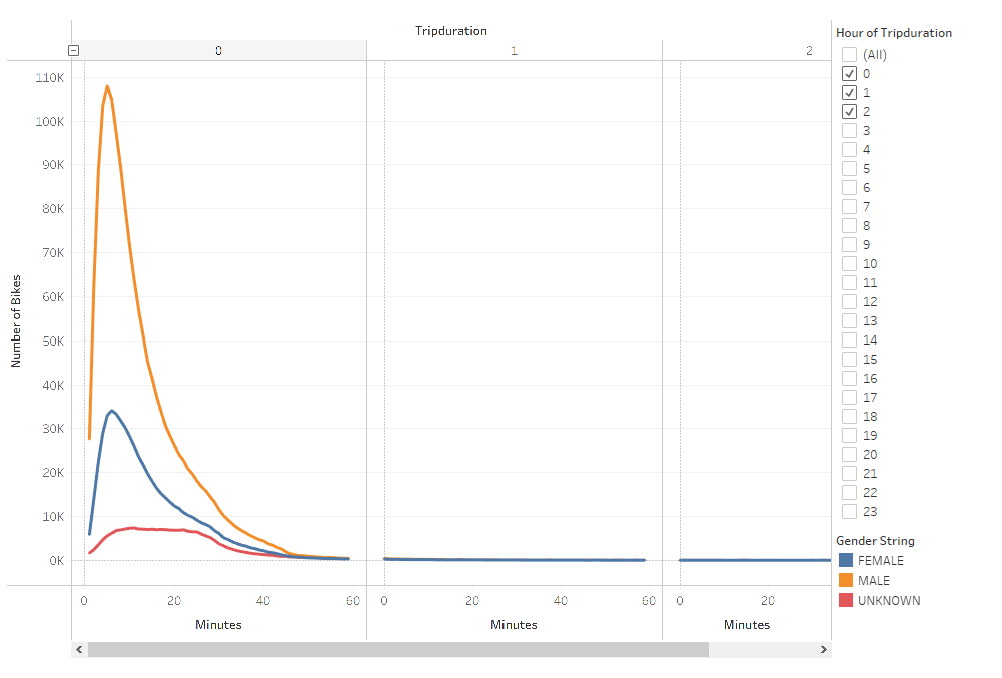 Tripduration
0 1 2
110K
100K
90K
80K
70K
60K
50K
40K
30K
20K
10K
0K
Number of Bikes
0 20 40 60 0 20 40 60 0 20
Minutes Minutes Minutes
Hour of Tripduration
(All)
0
1
2
3
4
5
6
7
8
9
10
11
12
13
14
15
16
17
18
19
20
21
22
23
Gender String
FEMALE
MALE
UNKNOWN